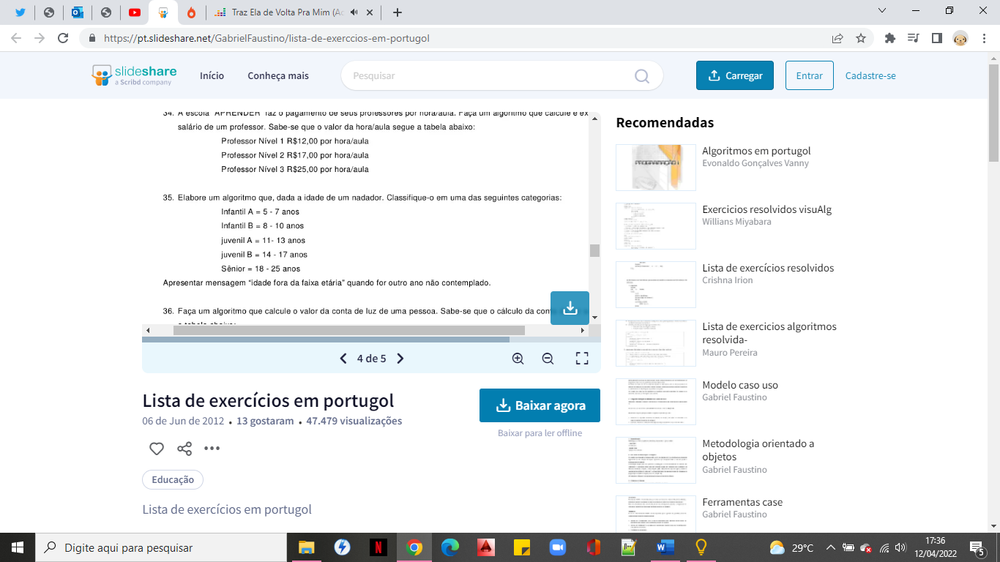 Traz Ela de Volta Pra Mim (Ac
https://pt.slideshare.net/GabrielFaustino/lista-de-exerccios-em-portugol
slideshare
a Scribd company
Início
Conheça mais
Pesquisar
Carregar
Entrar
Cadastre-se
34. A escola "APRENDER" faz o pagamento de seus professores por hora/aula. Faça um algoritmo que calcule e ex
salário de um professor. Sabe-se que o valor da hora/aula segue a tabela abaixo:
Professor Nível 1 R$12,00 por hora/aula
Professor Nível 2 R$17,00 por hora/aula
Professor Nível 3 R$25,00 por hora/aula
35. Elabore um algoritmo que, dada a idade de um nadador. Classifique-o em uma das seguintes categorias:
Infantil A = 5 - 7 anos
Infantil B = 8 - 10 anos
juvenil A = 11- 13 anos
juvenil B = 14 - 17 anos
Sênior = 18 - 25 anos
Apresentar mensagem “idade fora da faixa etária” quando for outro ano não contemplado.
36. Faça um algoritmo que calcule o valor da conta de luz de uma pessoa. Sabe-se que o cálculo da cont
a tabela abaixo:
4 de 5
Lista de exercícios em portugol
06 de Jun de 2012 • 13 gostaram • 47.479 visualizações
Baixar agora
Baixar para ler offline
Educação
de exercícios em portugol
Recomendadas
Algoritmos em portugol
Evonaldo Gonçalves Vanny
Exercicios resolvidos visuAlg
Willians Miyabara
Lista de exercicios resolvidos
Crishna Irion
Lista de exercicios algoritmos
resolvida-
Mauro Pereira
Modelo caso uso
Gabriel Faustino
Metodologia orientado a
objetos
Gabriel Faustino
Ferramentas case
Gabriel Faustino
Digite aqui para pesquisar
29°C
17:36
12/04/2022
5